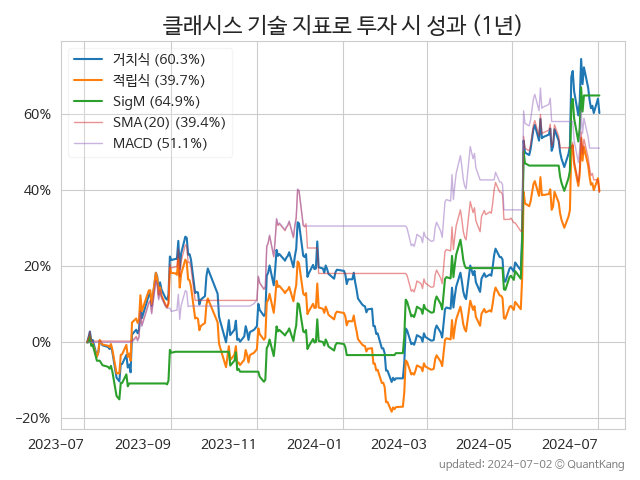 클래시스 기술 지표로 투자 시 성과 (1년)
거치식 (60.3%)
적립식 (39.7%)
SigM (64.9%)
SMA(20) (39.4%)
MACD (51.1%)
60%
40%
20%
0%
−20%
2023-07 2023-09 2023-11 2024-01 2024-03 2024-05 2024-07
updated: 2024-07-02 © QuantKang